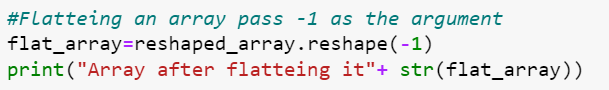 #Flatteing an array pass -1 as the argument
flat_array=reshaped_array.reshape(-1)
print("Array after flatteing it"+ str(flat_array))